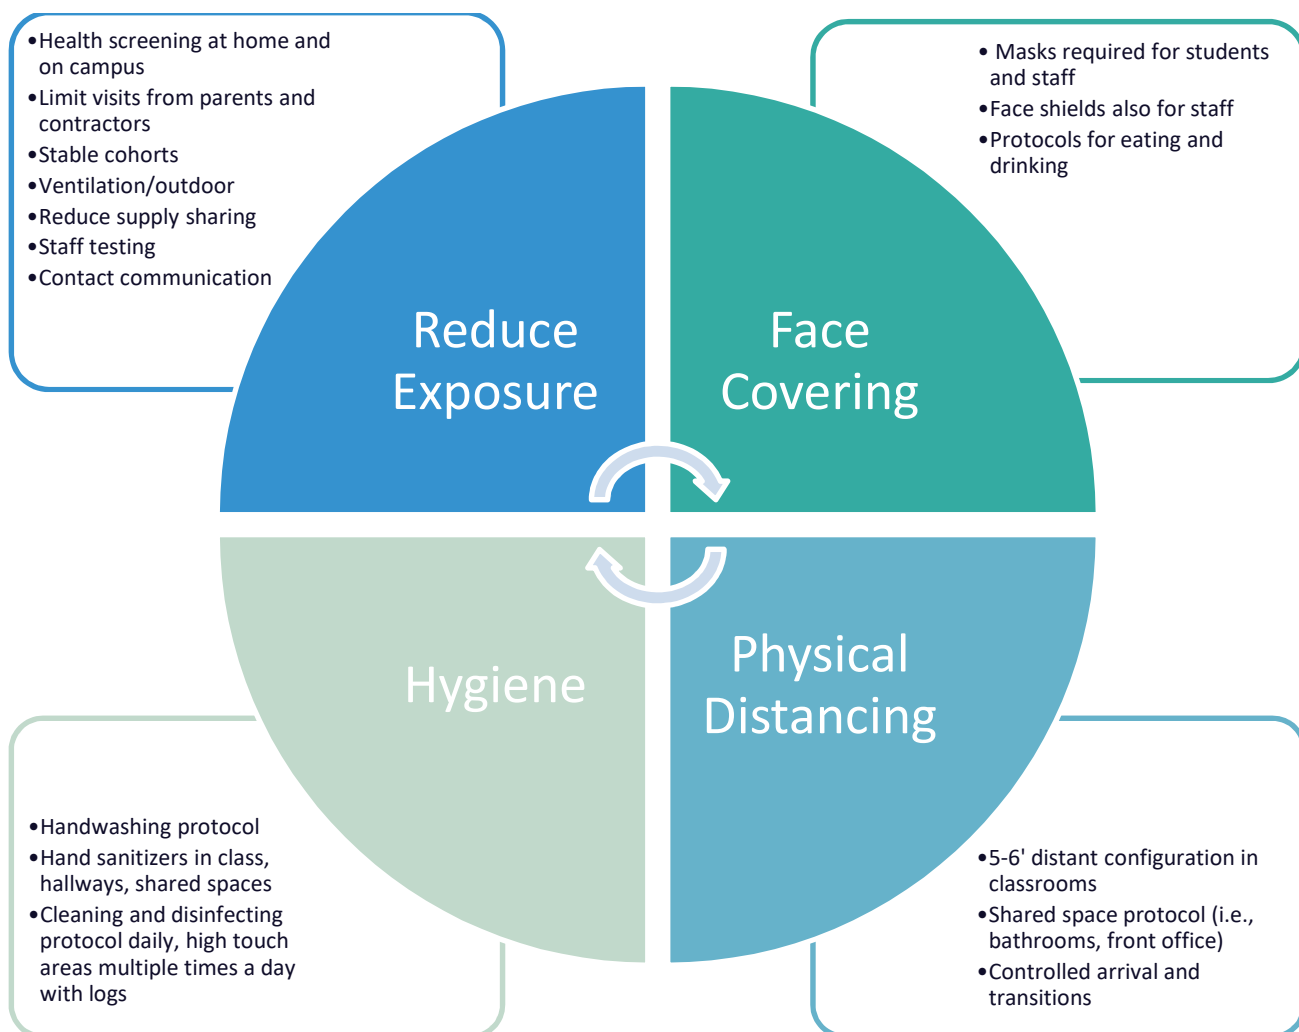 •Health screening at home and
on campus
•Limit visits from parents and
contractors
•Stable cohorts
•Ventilation/outdoor
•Reduce supply sharing
•Staff testing
•Contact communication
• Masks required for students
and staff
•Face shields also for staff
•Protocols for eating and
drinking
Reduce
Exposure
Face
Covering
Hygiene
Physical
Distancing
•Handwashing protocol
•Hand sanitizers in class,
hallways, shared spaces
•Cleaning and disinfecting
protocol daily, high touch
areas multiple times a day
with logs
•5-6' distant configuration in
classrooms
•Shared space protocol (i.e.,
bathrooms, front office)
•Controlled arrival and
transitions